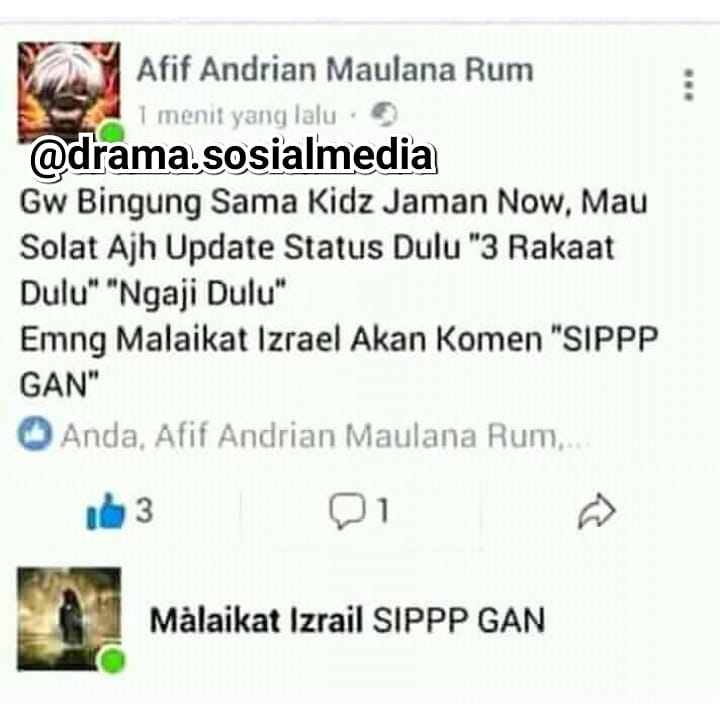 Afif Andrian Maulana Rum
1 menit yang lalu ·
@drama.sosialmedia
Gw Bingung Sama Kidz Jaman Now, Mau
Solat Ajh Update Status Dulu "3 Rakaat
Dulu" "Ngaji Dulu"
Emng Malaikat Izrael Akan Komen "SIPPP
GAN"
Anda, Afif Andrian Maulana Rum,...
3
1
Màlaikat Izrail SIPPP GAN